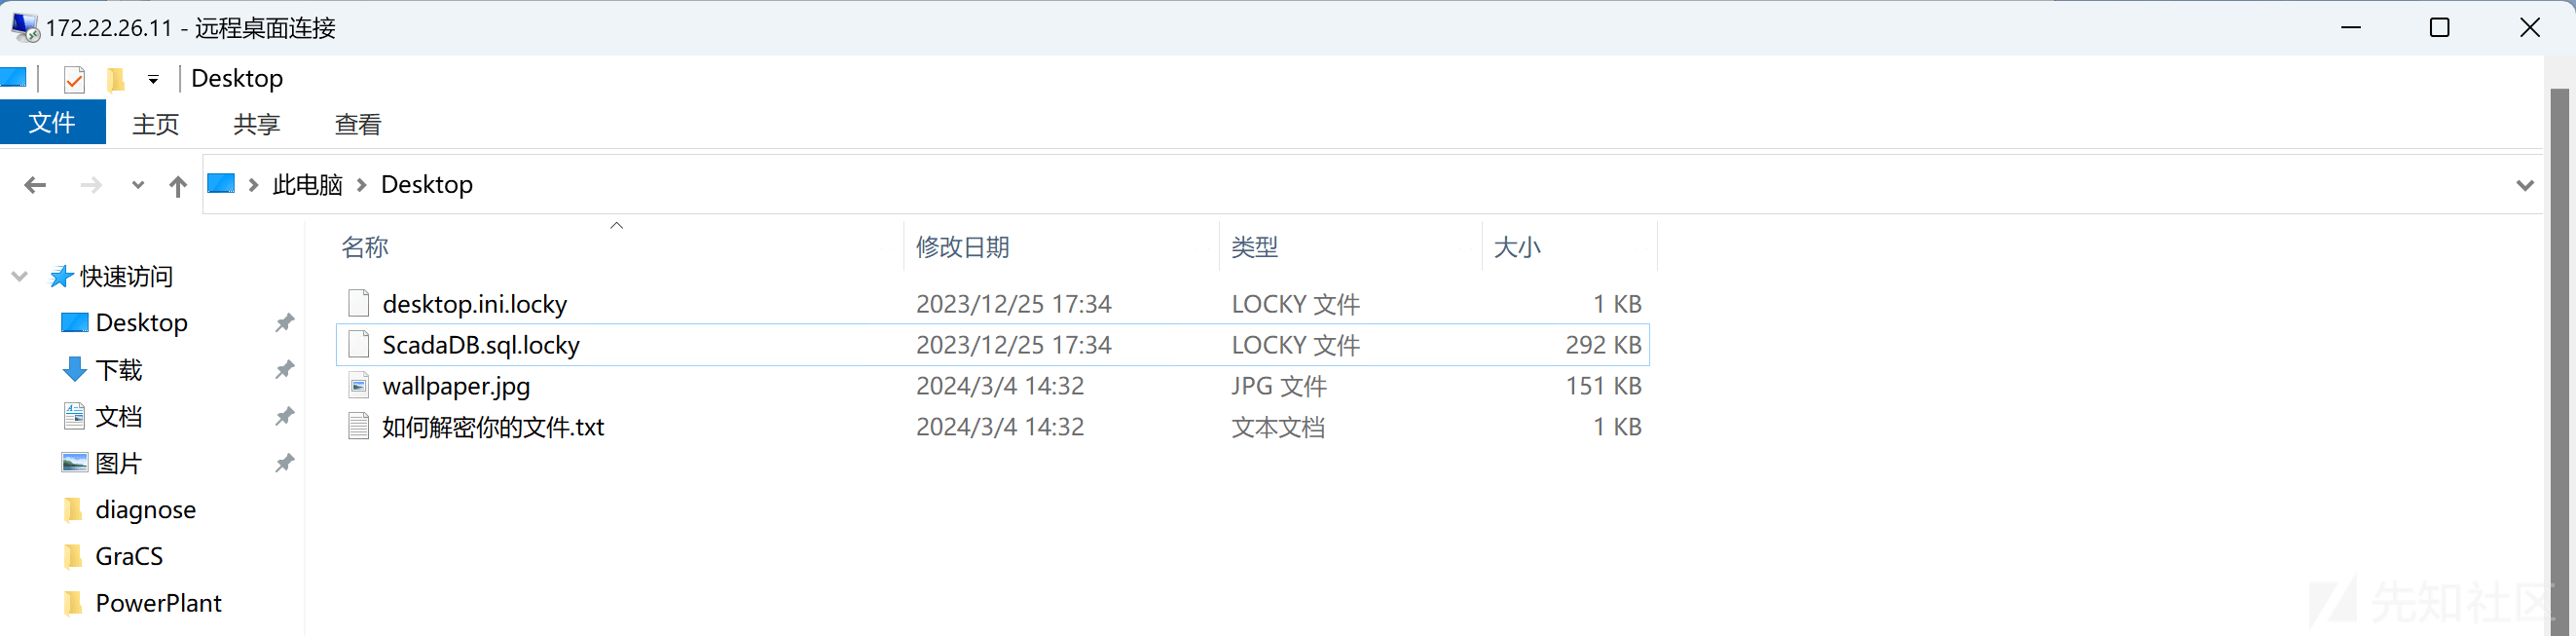 172.22.26.11 - 远程桌面连接
Desktop
文件 主页 共享 查看
此电脑 Desktop
名称 修改日期 类型 大小
快速访问
Desktop
下载
文档
图片
diagnose
GraCS
PowerPlant
desktop.ini.locky 2023/12/25 17:34 LOCKY 文件 1 KB
ScadaDB.sql.locky 2023/12/25 17:34 LOCKY 文件 292 KB
wallpaper.jpg 2024/3/4 14:32 JPG 文件 151 KB
如何解密你的文件.txt 2024/3/4 14:32 文本文档 1 KB
先知社区